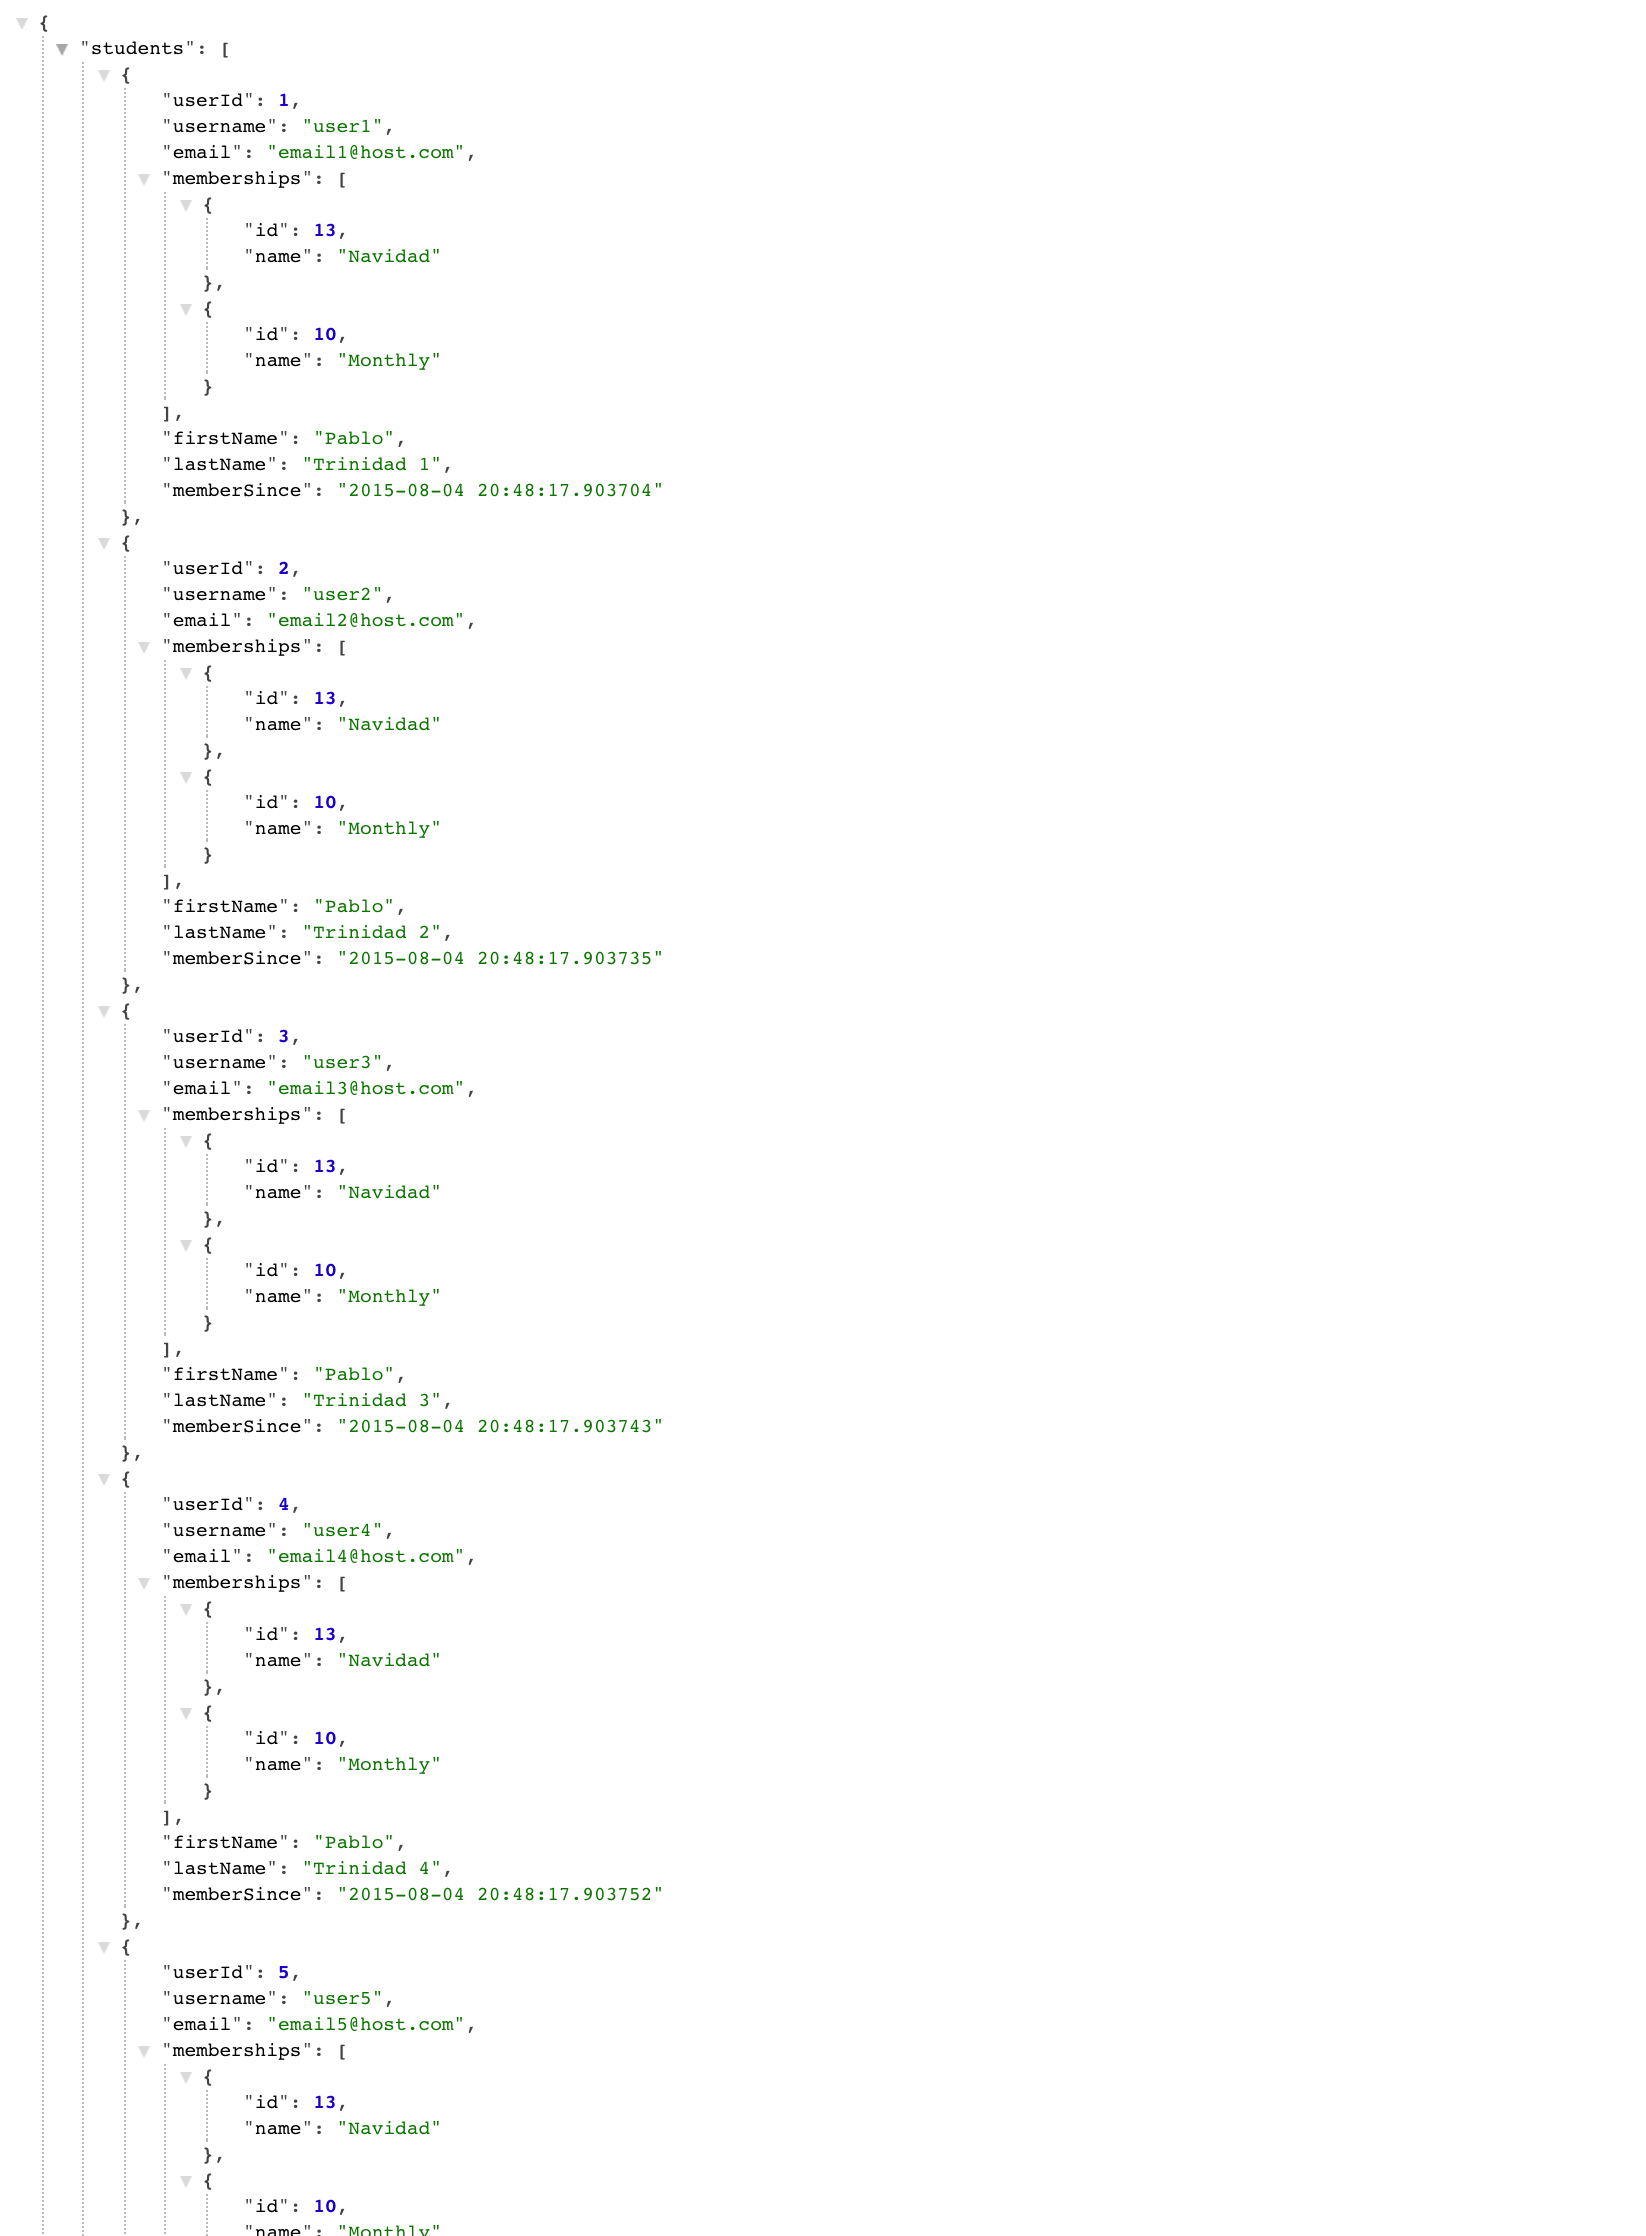 {
"students": [
{
"userId": 1,
"username": "user1",
"email": "email1@host.com",
"memberships": [
{
"id": 13,
"name": "Navidad"
},
{
"id": 10,
"name": "Monthly"
}
],
"firstName": "Pablo",
"lastName": "Trinidad 1",
"memberSince": "2015-08-04 20:48:17.903704"
},
{
"userId": 2,
"username": "user2",
"email": "email2@host.com",
"memberships": [
{
"id": 13,
"name": "Navidad"
},
{
"id": 10,
"name": "Monthly"
}
],
"firstName": "Pablo",
"lastName": "Trinidad 2",
"memberSince": "2015-08-04 20:48:17.903735"
},
{
"userId": 3,
"username": "user3",
"email": "email3@host.com",
"memberships": [
{
"id": 13,
"name": "Navidad"
},
{
"id": 10,
"name": "Monthly"
}
],
"firstName": "Pablo",
"lastName": "Trinidad 3",
"memberSince": "2015-08-04 20:48:17.903743"
},
{
"userId": 4,
"username": "user4",
"email": "email4@host.com",
"memberships": [
{
"id": 13,
"name": "Navidad"
},
{
"id": 10,
"name": "Monthly"
}
],
"firstName": "Pablo",
"lastName": "Trinidad 4",
"memberSince": "2015-08-04 20:48:17.903752"
},
{
"userId": 5,
"username": "user5",
"email": "email5@host.com",
"memberships": [
{
"id": 13,
"name": "Navidad"
},
{
"id": 10,
"name": "Monthly"